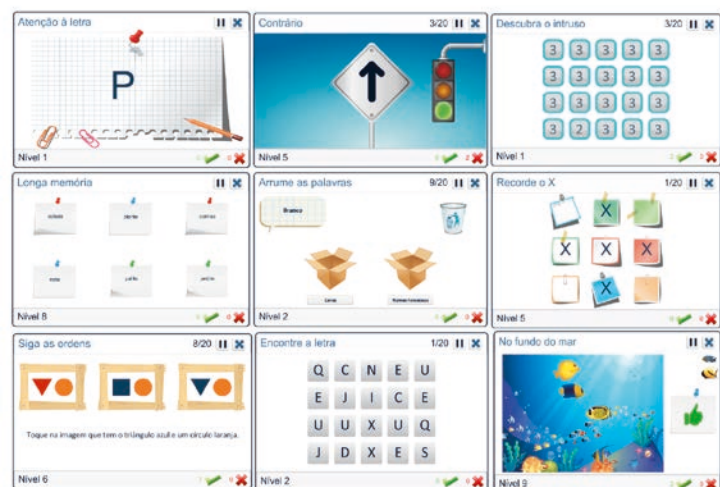 Atenção à letra
P
Nível 1
Contrário 3/20
Nível 5
Descubra o intruso 3/20
3 3 3 3 3
3 3 3 3 3
3 3 3 3 3
3 2 3 3 3
Nível 1
Longa memória
Nível 8
Arrume as palavras 9/20
Branco
Nível 2
Recorde o X 1/20
X
X X X
X
Nível 5
Siga as ordens 8/20
Toque na imagem que tem o triângulo azul e um círculo laranja.
Nível 6
Encontre a letra 1/20
Q C N E U
E J I C E
U U X U Q
J D X E S
Nível 2
No fundo do mar
Nível 9